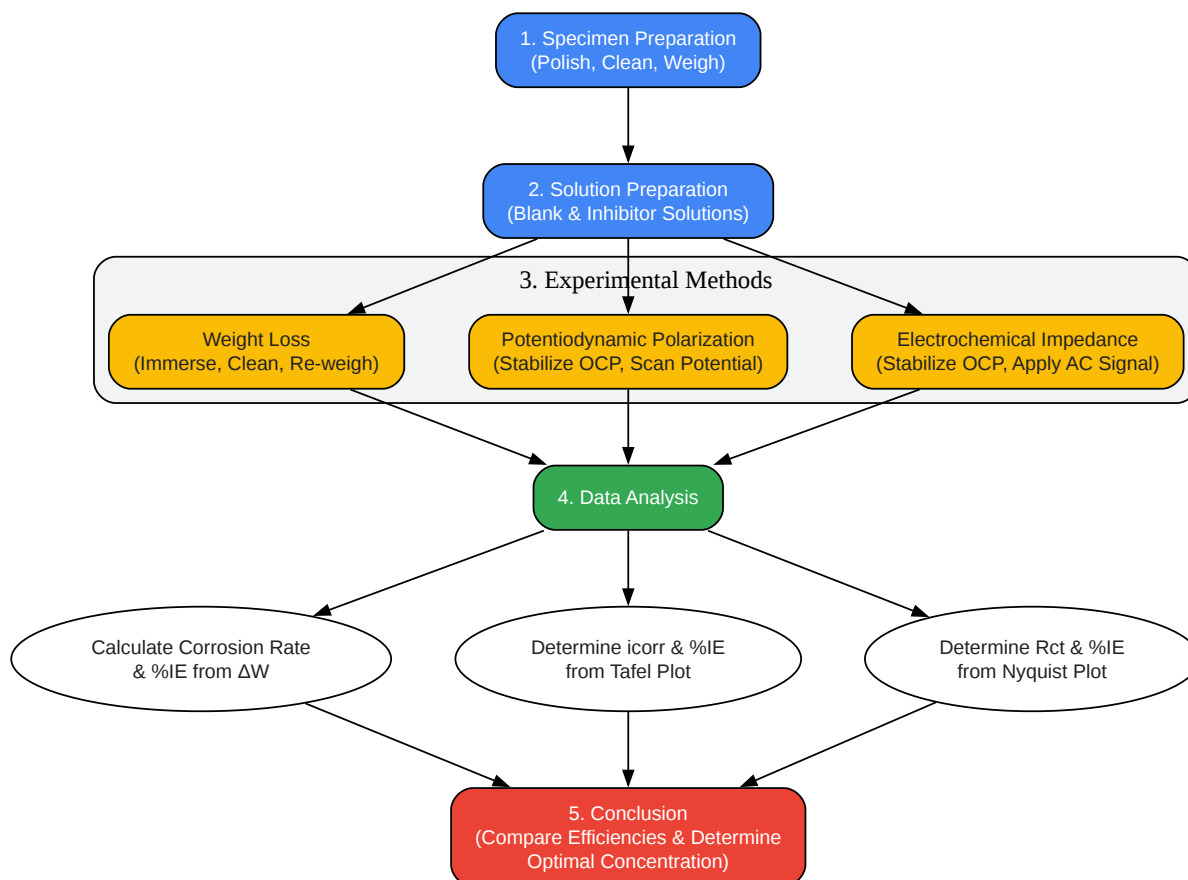 1. Specimen Preparation
(Polish, Clean, Weigh)
2. Solution Preparation
(Blank & Inhibitor Solutions)
3. Experimental Methods
Weight Loss
(Immerse, Clean, Re-weigh)
Potentiodynamic Polarization
(Stabilize OCP, Scan Potential)
Electrochemical Impedance
(Stabilize OCP, Apply AC Signal)
4. Data Analysis
Calculate Corrosion Rate
& %IE from ΔW
Determine icorr & %IE
from Tafel Plot
Determine Rct & %IE
from Nyquist Plot
5. Conclusion
(Compare Efficiencies & Determine
Optimal Concentration)